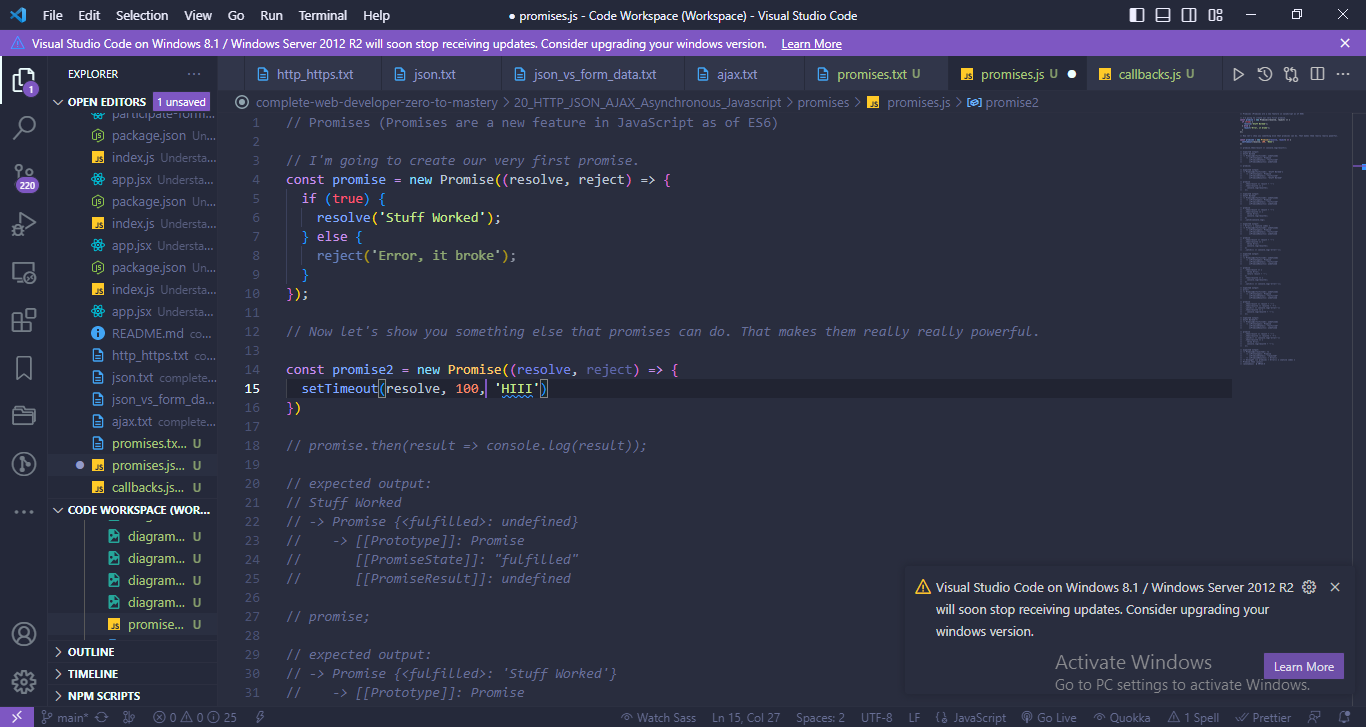 File Edit Selection View Go Run Terminal Help
● promises.js - Code Workspace (Workspace) - Visual Studio Code
Visual Studio Code on Windows 8.1 / Windows Server 2012 R2 will soon stop receiving updates. Consider upgrading your windows version. Learn More
EXPLORER
OPEN EDITORS 1 unsaved
participate-form...
package.json Un...
index.js Understa...
app.jsx Understa...
package.json Un...
index.js Understa...
app.jsx Understa...
package.json Un...
index.js Understa...
app.jsx Understa...
README.md co...
http_https.txt co...
json.txt complete...
json_vs_form_da...
ajax.txt complete...
promises.tx... U
promises.js... U
callbacks.js... U
CODE WORKSPACE (WOR...
diagram... U
diagram... U
diagram... U
diagram... U
promise... U
OUTLINE
TIMELINE
NPM SCRIPTS
1
220
http_https.txt json.txt json_vs_form_data.txt ajax.txt promises.txt U promises.js U ● callbacks.js U
complete-web-developer-zero-to-mastery > 20_HTTP_JSON_AJAX_Asynchronous_Javascript > promises > promises.js > promise2
1 // Promises (Promises are a new feature in JavaScript as of ES6)
2
3 // I'm going to create our very first promise.
4 const promise = new Promise((resolve, reject) => {
5 if (true) {
6 resolve('Stuff Worked');
7 } else {
8 reject('Error, it broke');
9 }
10 });
11
12 // Now let's show you something else that promises can do. That makes them really really powerful.
13
14 const promise2 = new Promise((resolve, reject) => {
15 setTimeout(resolve, 100, 'HIII')
16 })
17
18 // promise.then(result => console.log(result));
19
20 // expected output:
21 // Stuff Worked
22 // -> Promise {<fulfilled>: undefined}
23 // -> [[Prototype]]: Promise
24 // [[PromiseState]]: "fulfilled"
25 // [[PromiseResult]]: undefined
26
27 // promise;
28
29 // expected output:
30 // -> Promise {<fulfilled>: 'Stuff Worked'}
31 // -> [[Prototype]]: Promise
Visual Studio Code on Windows 8.1 / Windows Server 2012 R2
will soon stop receiving updates. Consider upgrading your
windows version.
Learn More
Activate Windows
Go to PC settings to activate Windows.
main* 0 0 25 Watch Sass Ln 15, Col 27 Spaces: 2 UTF-8 LF {} JavaScript Go Live Quokka 1 Spell Prettier